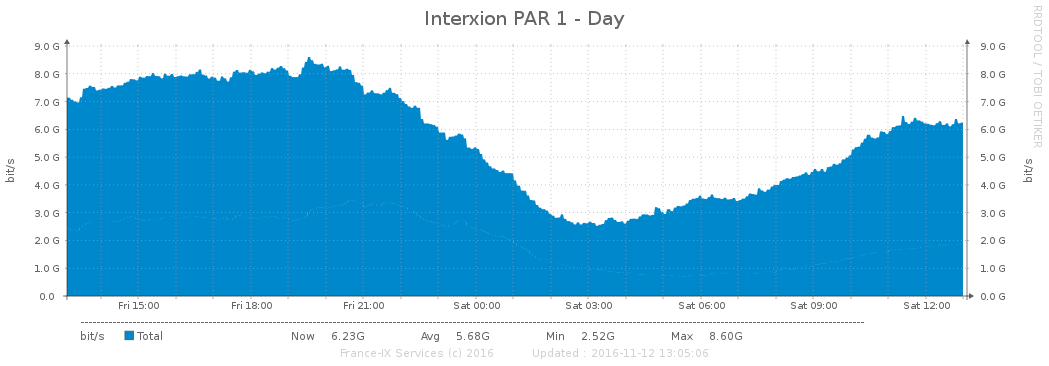 Interxion PAR 1 - Day
RRDTOOL / TOBI OETIKER
9.0 G 9.0 G
8.0 G 8.0 G
7.0 G 7.0 G
6.0 G 6.0 G
5.0 G 5.0 G
4.0 G 4.0 G
3.0 G 3.0 G
2.0 G 2.0 G
1.0 G 1.0 G
0.0 0.0 G
bit/s bit/s
Fri 15:00 Fri 18:00 Fri 21:00 Sat 00:00 Sat 03:00 Sat 06:00 Sat 09:00 Sat 12:00
bit/s Total Now 6.23G Avg 5.68G Min 2.52G Max 8.60G
France-IX Services (c) 2016 Updated : 2016-11-12 13:05:06